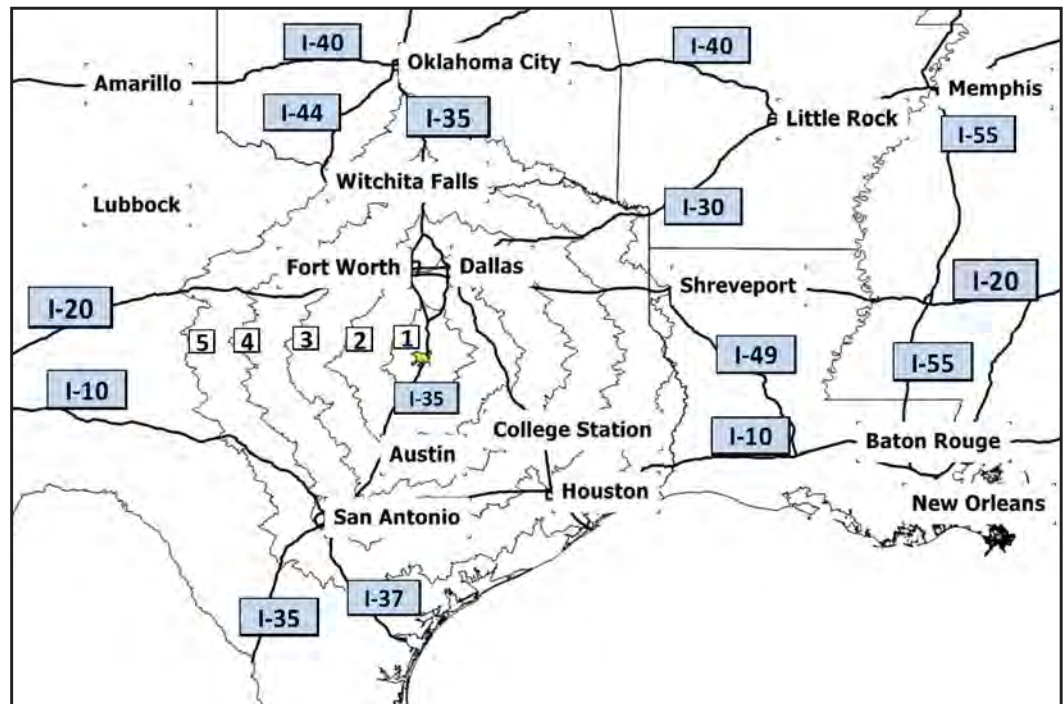 I-40
I-40
Oklahoma City
Amarillo
Memphis
I-44
I-35
Little Rock
I-55
Witchita Falls
Lubbock
I-30
Fort Worth
Dallas
Shreveport
I-20
I-20
5
4
3
2
1
I-49
I-55
I-10
I-35
College Station
I-10
Baton Rouge
Austin
Houston
New Orleans
San Antonio
I-37
I-35